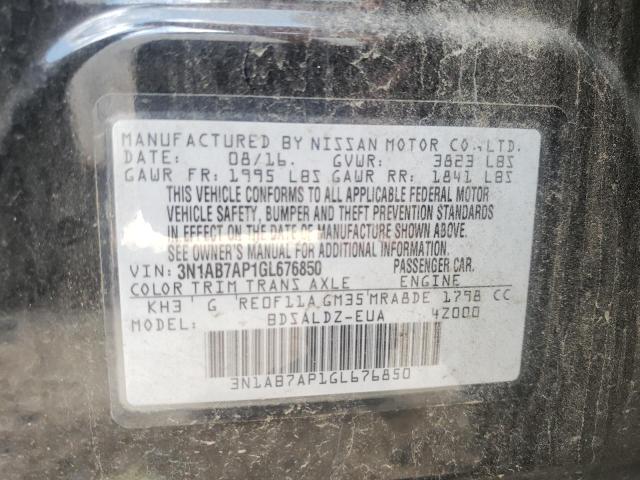 MANUFACTURED BY NISSAN MOTOR CO.,LTD.
DATE: 08/16. GVWR: 3823 LBS
GAWR FR: 1995 LBS GAWR RR: 1841 LBS
THIS VEHICLE CONFORMS TO ALL APPLICABLE FEDERAL MOTOR
VEHICLE SAFETY, BUMPER AND THEFT PREVENTION STANDARDS
IN EFFECT ON THE DATE OF MANUFACTURE SHOWN ABOVE.
SEE OWNER'S MANUAL FOR ADDITIONAL INFORMATION.
VIN: 3N1AB7AP1GL676850 PASSENGER CAR.
COLOR TRIM TRANS AXLE ENGINE
KH3 G RE0F11A GM35 MRA8DE 1798 CC
MODEL: BDSALDZ-EUA 4Z000
3N1AB7AP1GL676850